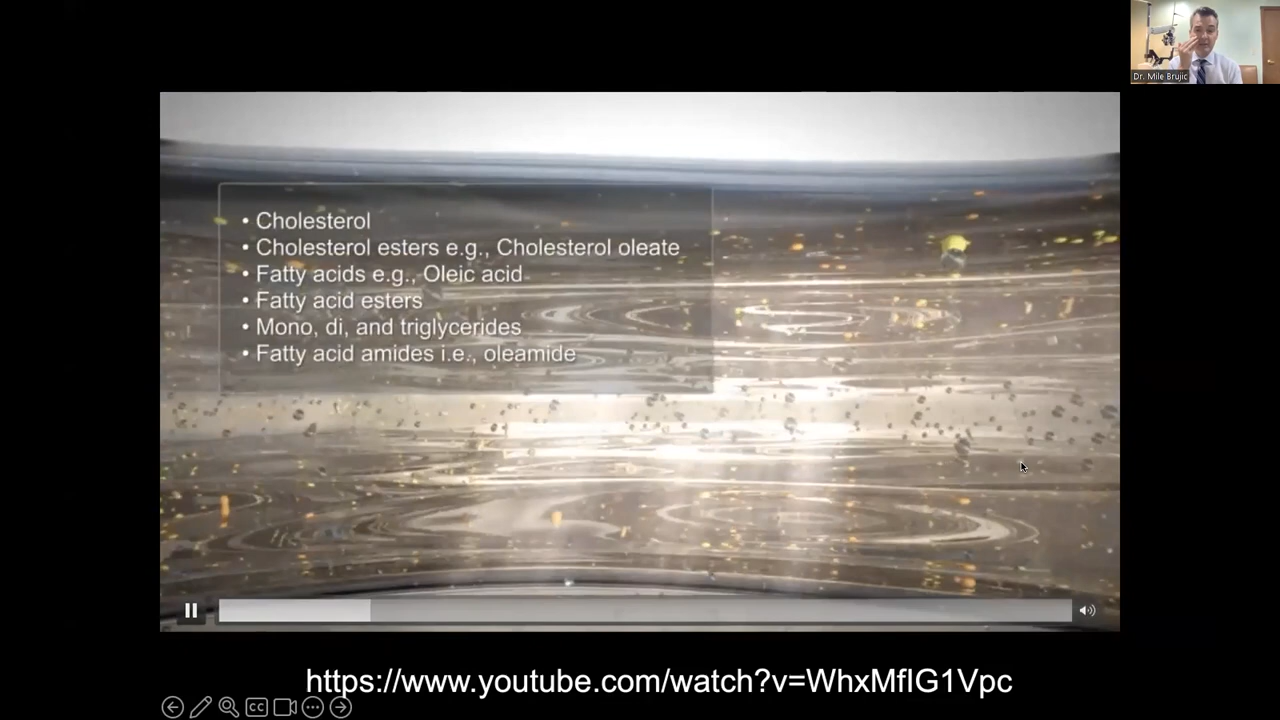 Dr. Mile Brujic
• Cholesterol
• Cholesterol esters e.g., Cholesterol oleate
• Fatty acids e.g., Oleic acid
• Fatty acid esters
• Mono, di, and triglycerides
• Fatty acid amides i.e., oleamide
https://www.youtube.com/watch?v=WhxMfIG1Vpc
CC